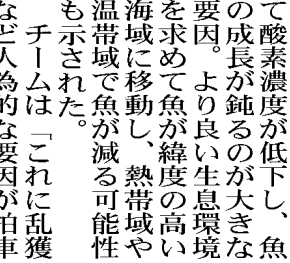 て酸素濃度が低下し、魚
の成長が鈍るのが大きな
要因。より良い生息環境
を求めて魚が緯度の高い
海域に移動し、熱帯域や
温帯域で魚が減る可能性
も示された。
　チームは「これに乱獲
など人為的な要因が拍車